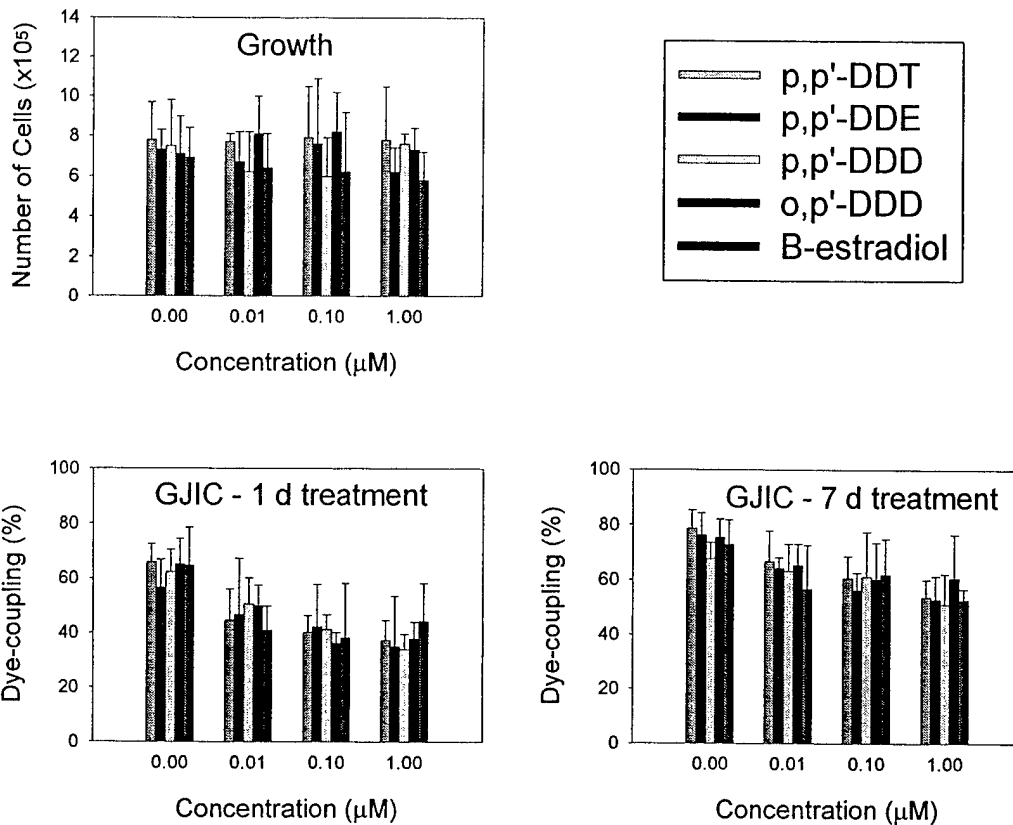 Growth
Number of Cells (x10⁵)
14
12
10
8
6
4
2
0
0.00 0.01 0.10 1.00
Concentration (μM)
p,p'-DDT
p,p'-DDE
p,p'-DDD
o,p'-DDD
B-estradiol
GJIC - 1 d treatment
Dye-coupling (%)
100
80
60
40
20
0
0.00 0.01 0.10 1.00
Concentration (μM)
GJIC - 7 d treatment
Dye-coupling (%)
100
80
60
40
20
0
0.00 0.01 0.10 1.00
Concentration (μM)